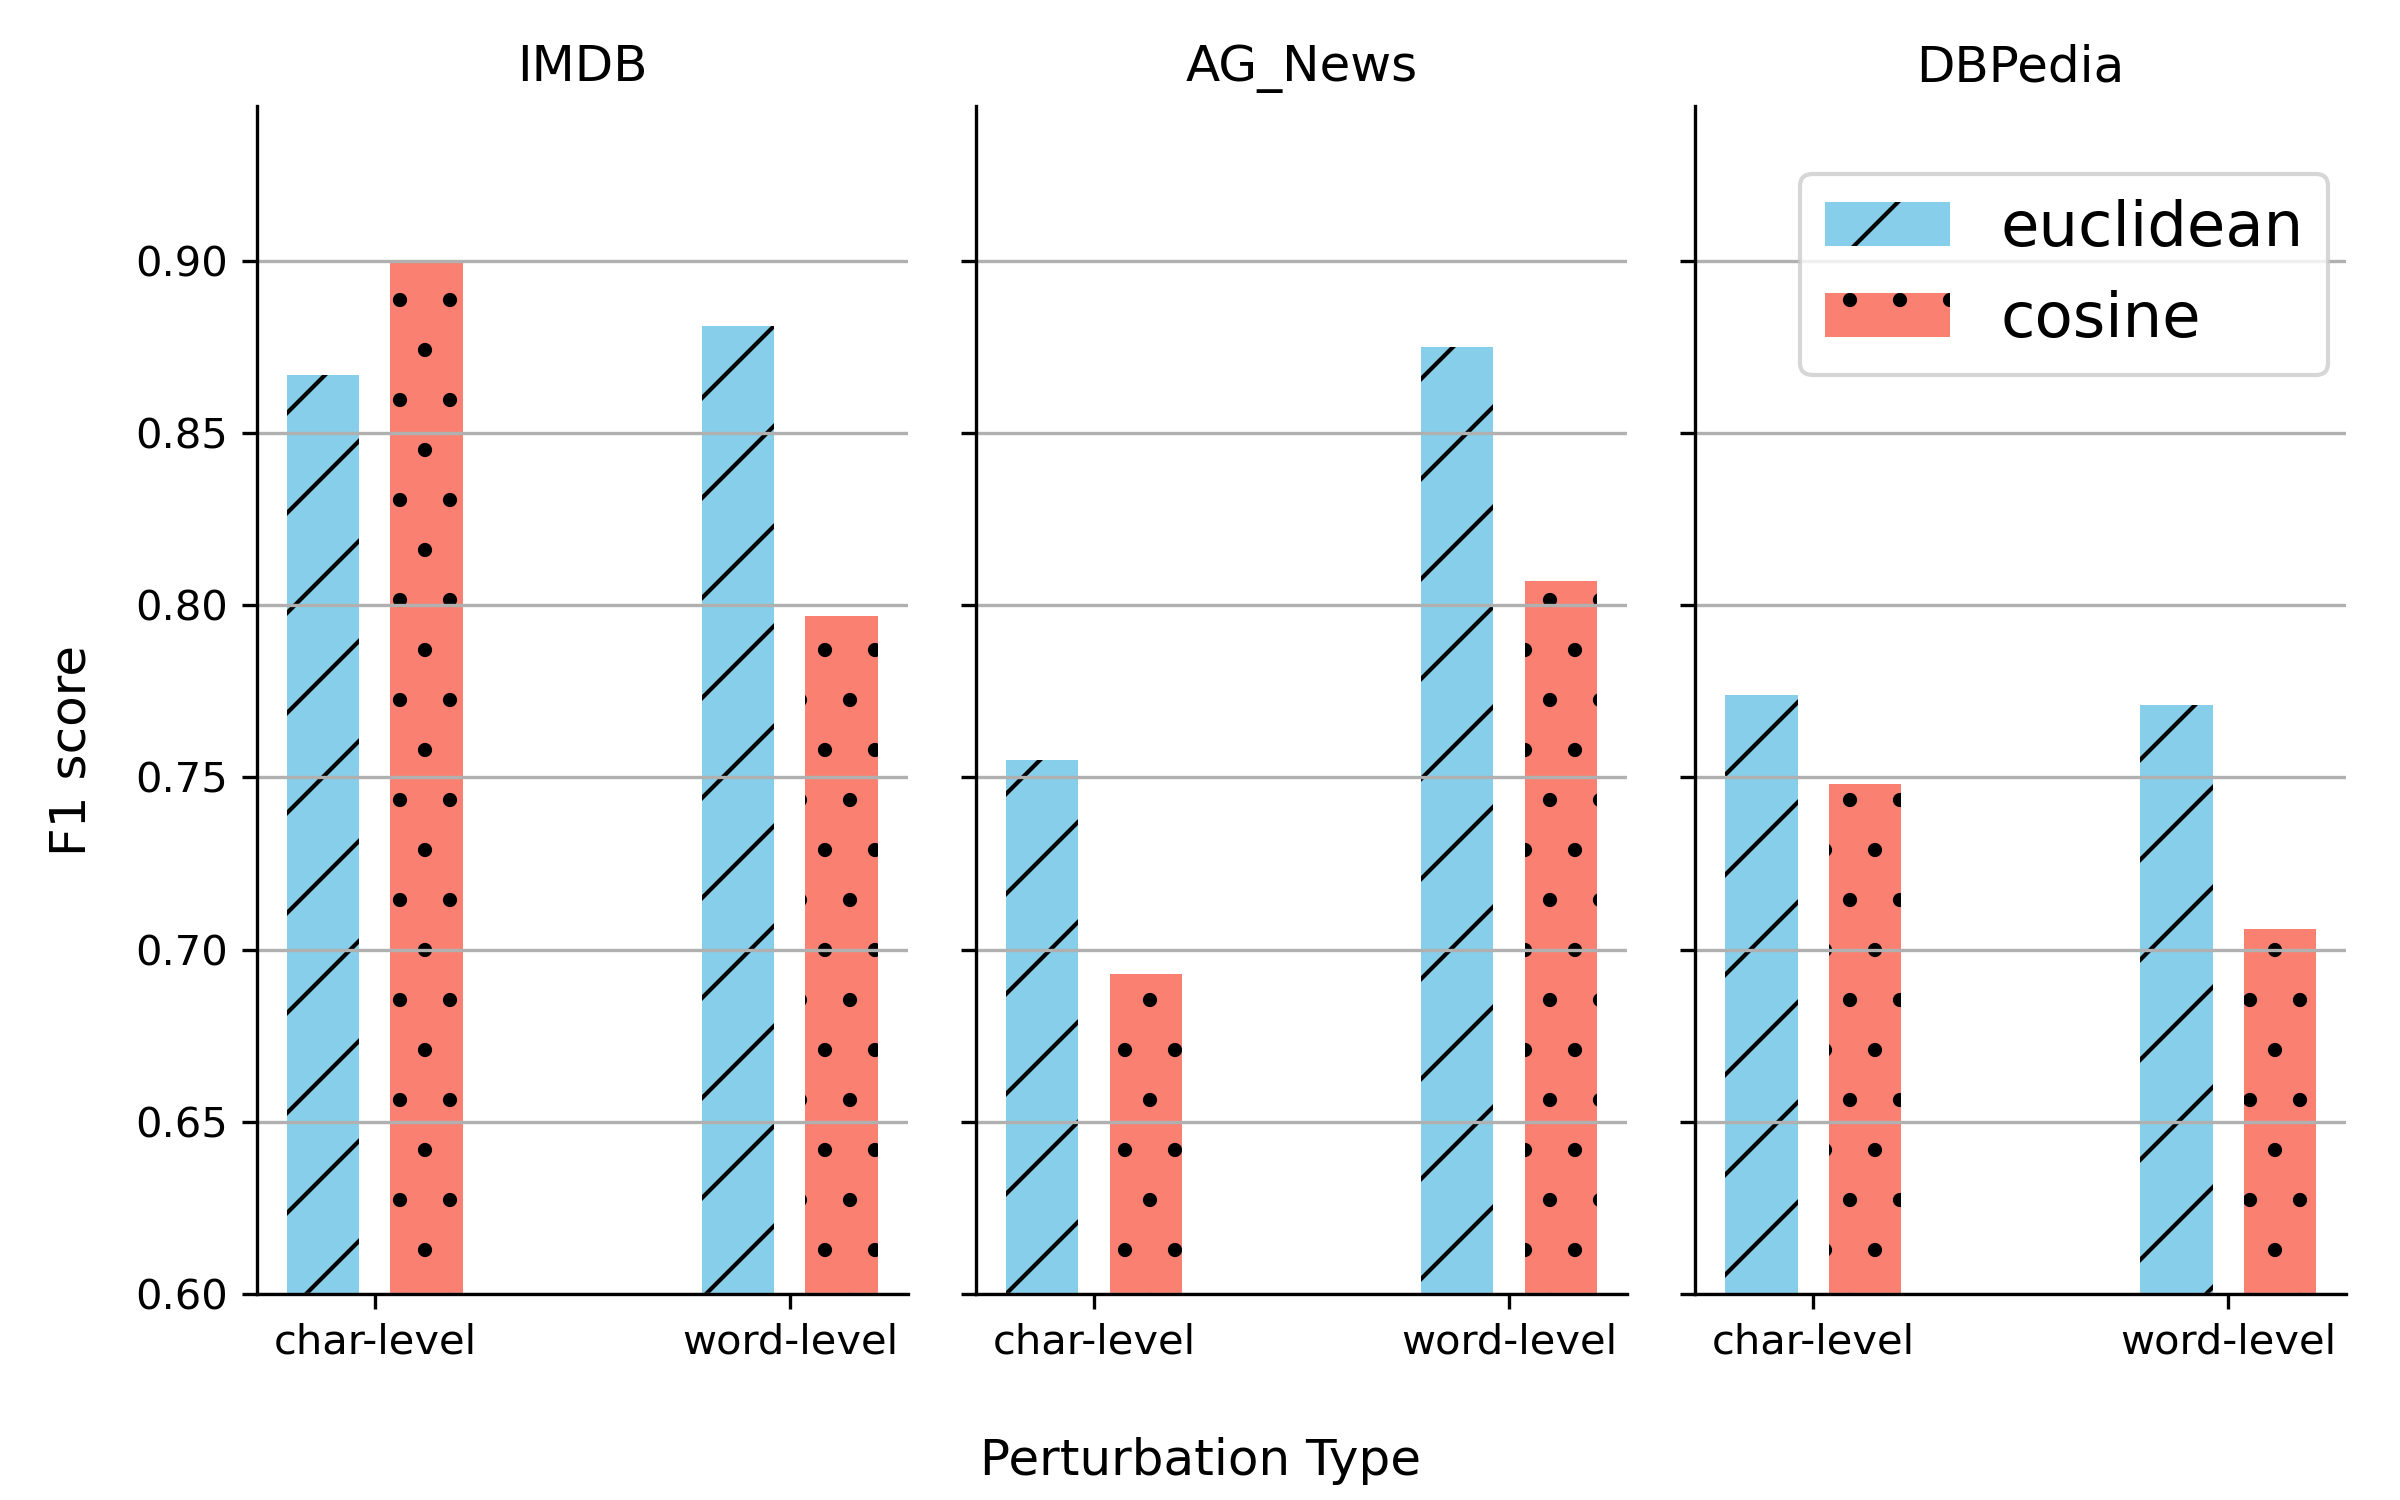 IMDB
AG_News
DBPedia
euclidean
cosine
0.90
0.85
0.80
0.75
0.70
0.65
0.60
F1 score
char-level
word-level
char-level
word-level
char-level
word-level
Perturbation Type